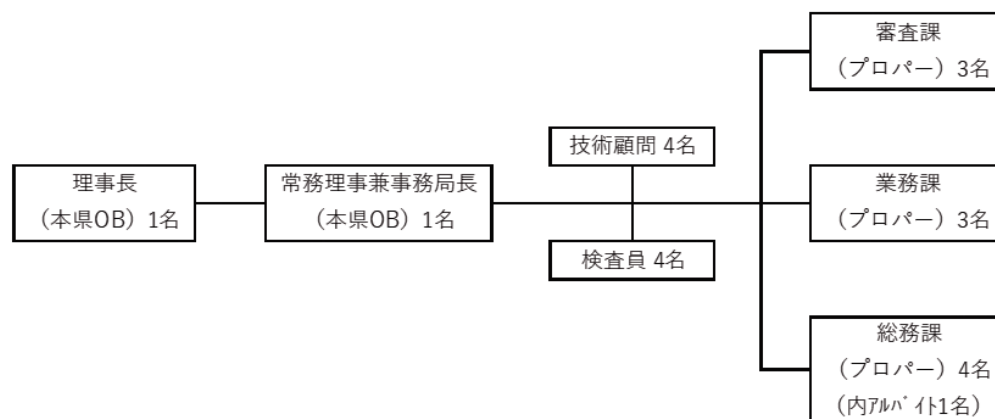 理事長
（本県OB）1名
常務理事兼事務局長
（本県OB）1名
技術顧問 4名
検査員 4名
審査課
（プロパー）3名
業務課
（プロパー）3名
総務課
（プロパー）4名
（内ｱﾙﾊﾞｲﾄ1名）